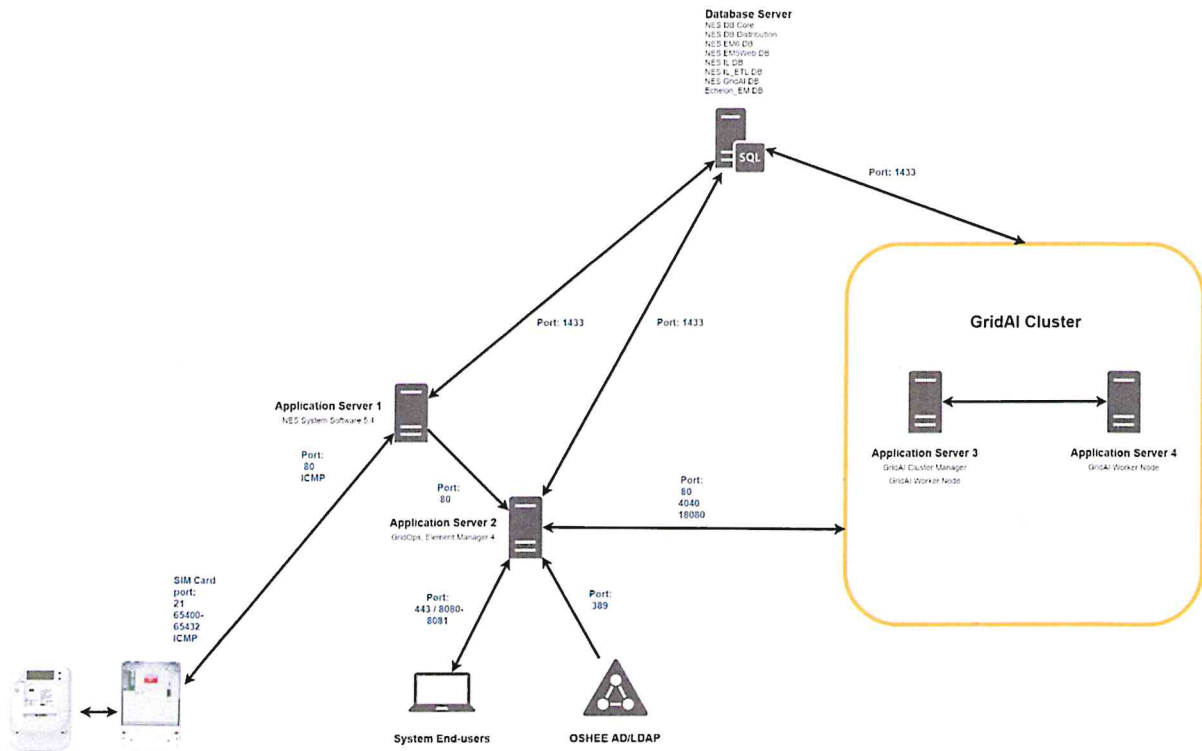 Database Server
NES DB Core
NES DB Distribution
NES EM6 DB
NES EM5Web DB
NES IL DB
NES IL_ETL DB
NES GridAI DB
Echelon_EM DB
SQL
Port: 1433
Port: 1433
Port: 1433
GridAI Cluster
Application Server 1
NES System Software 5.4
Port:
80
ICMP
Port:
80
Application Server 2
GridOps, Element Manager 4
Port:
80
4040
18080
Application Server 3
GridAI Cluster Manager
GridAI Worker Node
Application Server 4
GridAI Worker Node
SIM Card
port:
21
65400-
65432
ICMP
Port:
443 / 8080-
8081
Port:
389
System End-users
OSHEE AD/LDAP